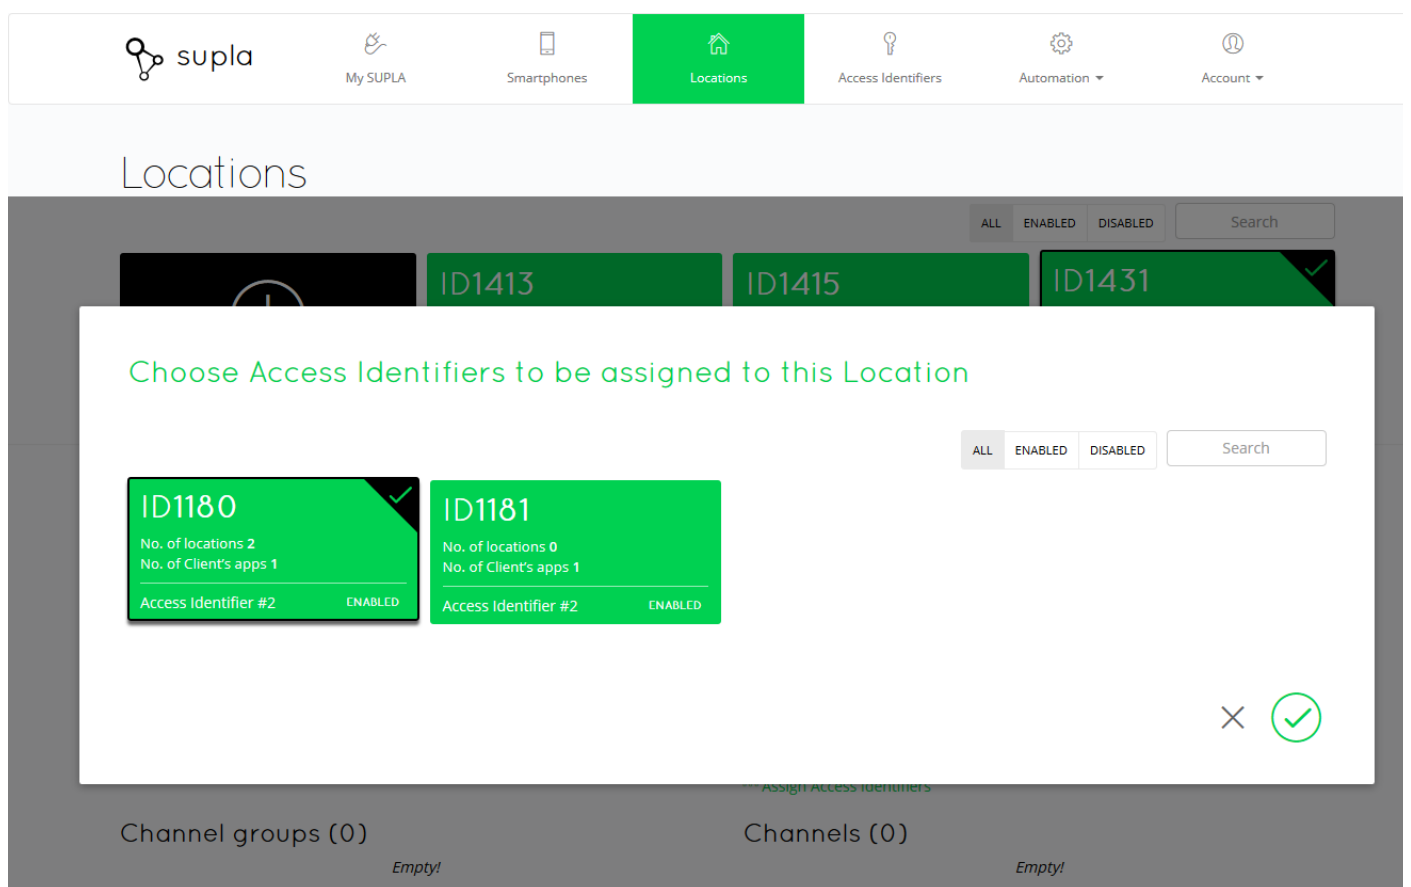 supla
My SUPLA
Smartphones
Locations
Access Identifiers
Automation
Account
Locations
ALL ENABLED DISABLED Search
ID1413
ID1415
ID1431
Choose Access Identifiers to be assigned to this Location
ALL ENABLED DISABLED Search
ID1180
No. of locations 2
No. of Client's apps 1
Access Identifier #2 ENABLED
ID1181
No. of locations 0
No. of Client's apps 1
Access Identifier #2 ENABLED
Assign Access Identifiers
Channel groups (0)
Empty!
Channels (0)
Empty!